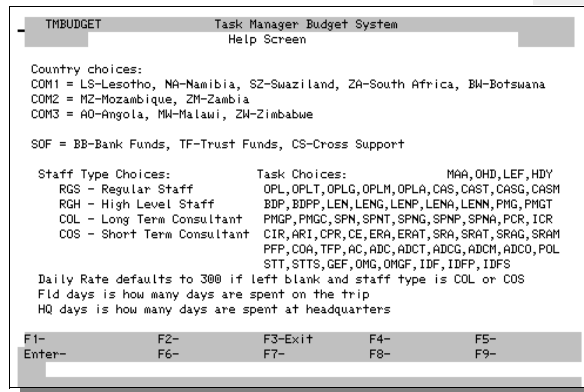 TMBUDGET Task Manager Budget System
Help Screen
Country choices:
COM1 = LS-Lesotho, NA-Namibia, SZ-Swaziland, ZA-South Africa, BW-Botswana
COM2 = MZ-Mozambique, ZM-Zambia
COM3 = AO-Angola, MW-Malawi, ZW-Zimbabwe
SOF = BB-Bank Funds, TF-Trust Funds, CS-Cross Support
Staff Type Choices: Task Choices: MAA,OHD,LEF,HDY
RGS - Regular Staff OPL,OPLT,OPLG,OPLM,OPLA,CAS,CAST,CASG,CASM
RGH - High Level Staff BDP,BDPP,LEN,LENG,LENP,LENA,LENN,PMG,PMGT
COL - Long Term Consultant PMGP,PMGC,SPN,SPNT,SPNG,SPNP,SPNA,PCR,ICR
COS - Short Term Consultant CIR,ARI,CPR,CE,ERA,ERAT,SRA,SRAT,SRAG,SRAM
PFP,COA,TFP,AC,ADC,ADCT,ADCG,ADCM,ADCO,POL
STT,STTS,GEF,OMG,OMGF,IDF,IDFP,IDFS
Daily Rate defaults to 300 if left blank and staff type is COL or COS
Fld days is how many days are spent on the trip
HQ days is how many days are spent at headquarters
F1- F2- F3-Exit F4- F5-
Enter- F6- F7- F8- F9-